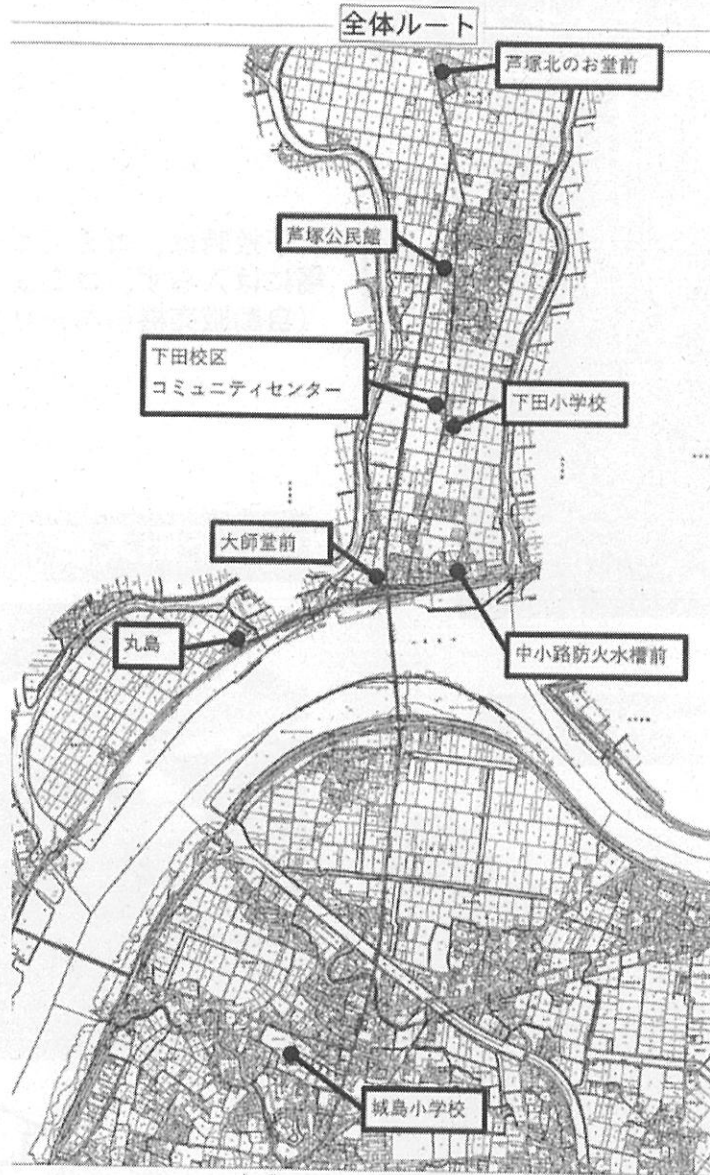 全体ルート
芦塚北のお堂前
芦塚公民館
下田校区
コミュニティセンター
下田小学校
大師堂前
丸島
中小路防火水槽前
城島小学校